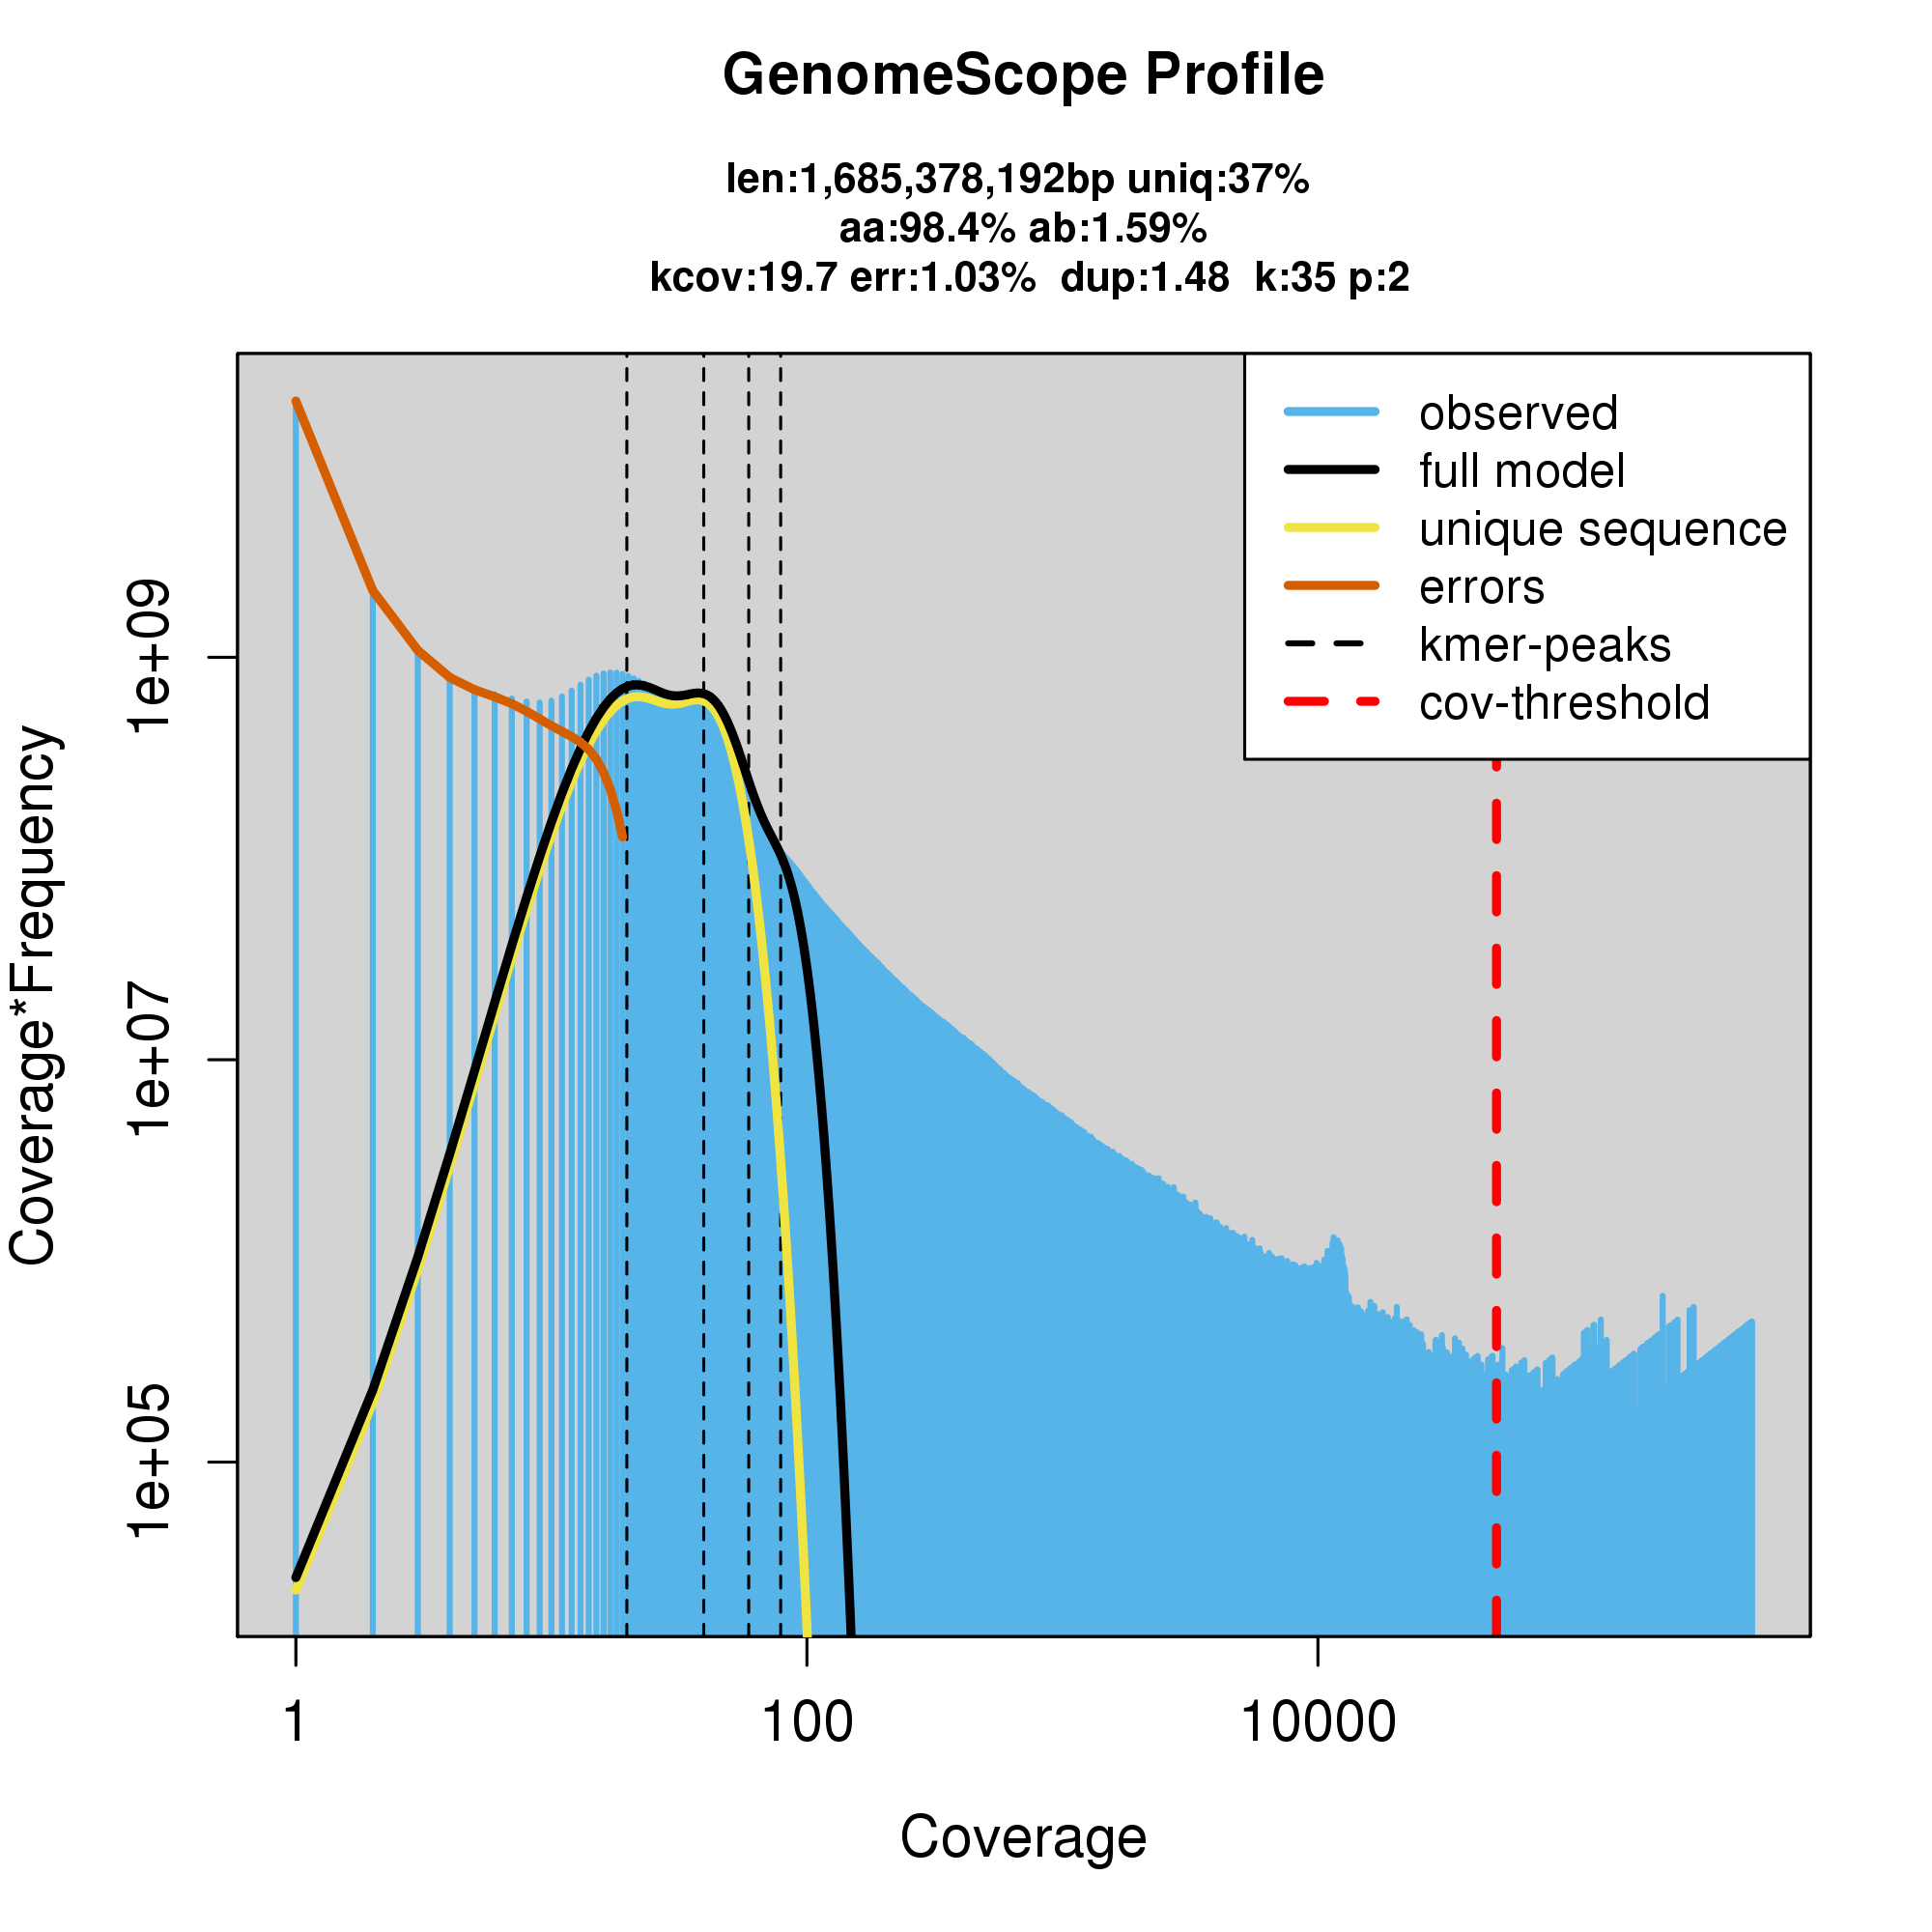 GenomeScope Profile
len:1,685,378,192bp uniq:37%
aa:98.4% ab:1.59%
kcov:19.7 err:1.03%  dup:1.48  k:35 p:2
observed
full model
unique sequence
errors
kmer-peaks
cov-threshold
Coverage*Frequency
1e+09
1e+07
1e+05
1
100
10000
Coverage